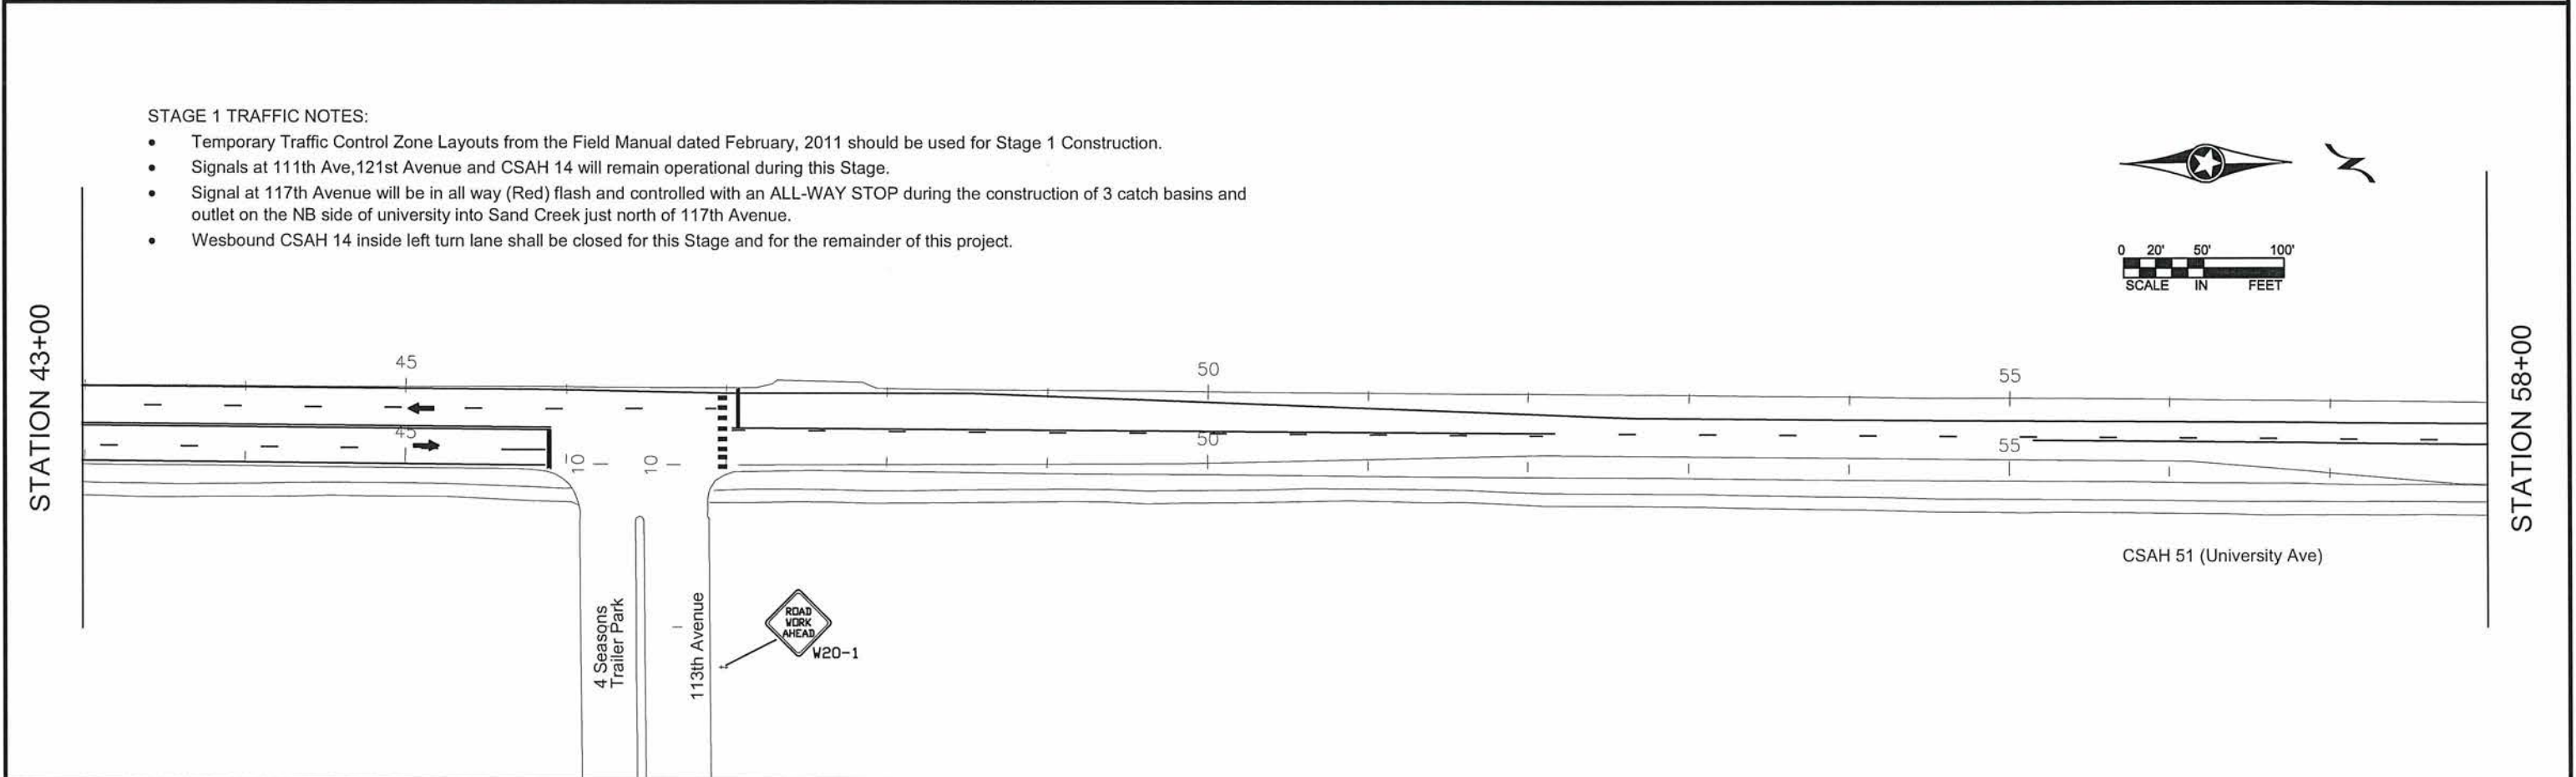 STAGE 1 TRAFFIC NOTES:
• Temporary Traffic Control Zone Layouts from the Field Manual dated February, 2011 should be used for Stage 1 Construction.
• Signals at 111th Ave,121st Avenue and CSAH 14 will remain operational during this Stage.
• Signal at 117th Avenue will be in all way (Red) flash and controlled with an ALL-WAY STOP during the construction of 3 catch basins and
outlet on the NB side of university into Sand Creek just north of 117th Avenue.
• Wesbound CSAH 14 inside left turn lane shall be closed for this Stage and for the remainder of this project.
Z
0 20' 50' 100'
SCALE IN FEET
STATION 43+00
STATION 58+00
45
50
55
45
50
55
10
10
CSAH 51 (University Ave)
4 Seasons
Trailer Park
113th Avenue
ROAD
WORK
AHEAD
W20-1